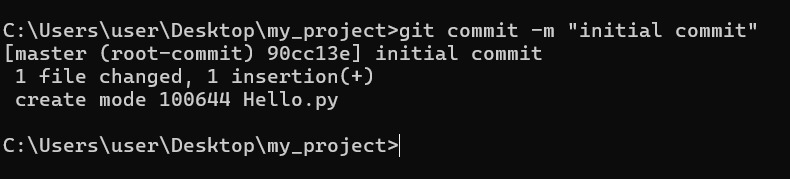 C:\Users\user\Desktop\my_project>git commit -m "initial commit"
[master (root-commit) 90cc13e] initial commit
 1 file changed, 1 insertion(+)
 create mode 100644 Hello.py
C:\Users\user\Desktop\my_project>